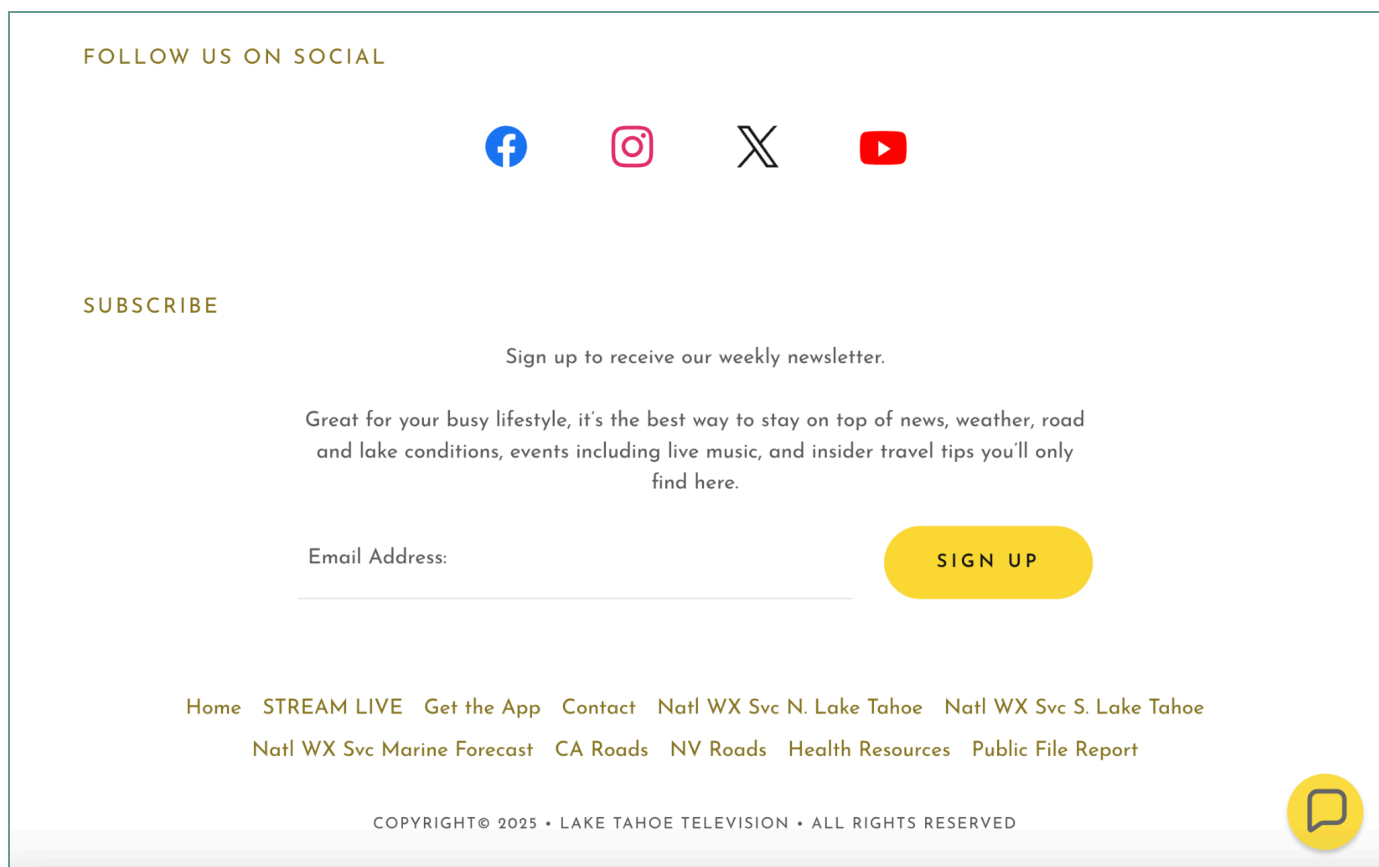 FOLLOW US ON SOCIAL
SUBSCRIBE
Sign up to receive our weekly newsletter.
Great for your busy lifestyle, it's the best way to stay on top of news, weather, road
and lake conditions, events including live music, and insider travel tips you'll only
find here.
Email Address:
SIGN UP
Home STREAM LIVE Get the App Contact Natl WX Svc N. Lake Tahoe Natl WX Svc S. Lake Tahoe
Natl WX Svc Marine Forecast CA Roads NV Roads Health Resources Public File Report
COPYRIGHT© 2025 • LAKE TAHOE TELEVISION • ALL RIGHTS RESERVED